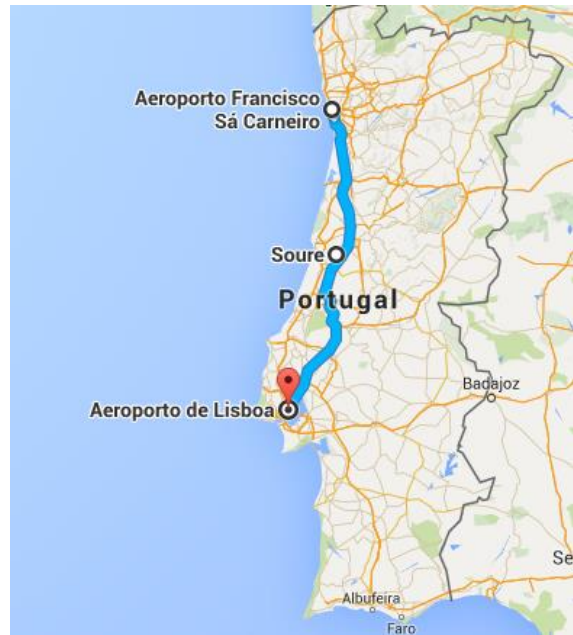 Aeroporto Francisco
Sá Carneiro
Soure
Portugal
Badajoz
Aeroporto de Lisboa
Se
Albufeira
Faro